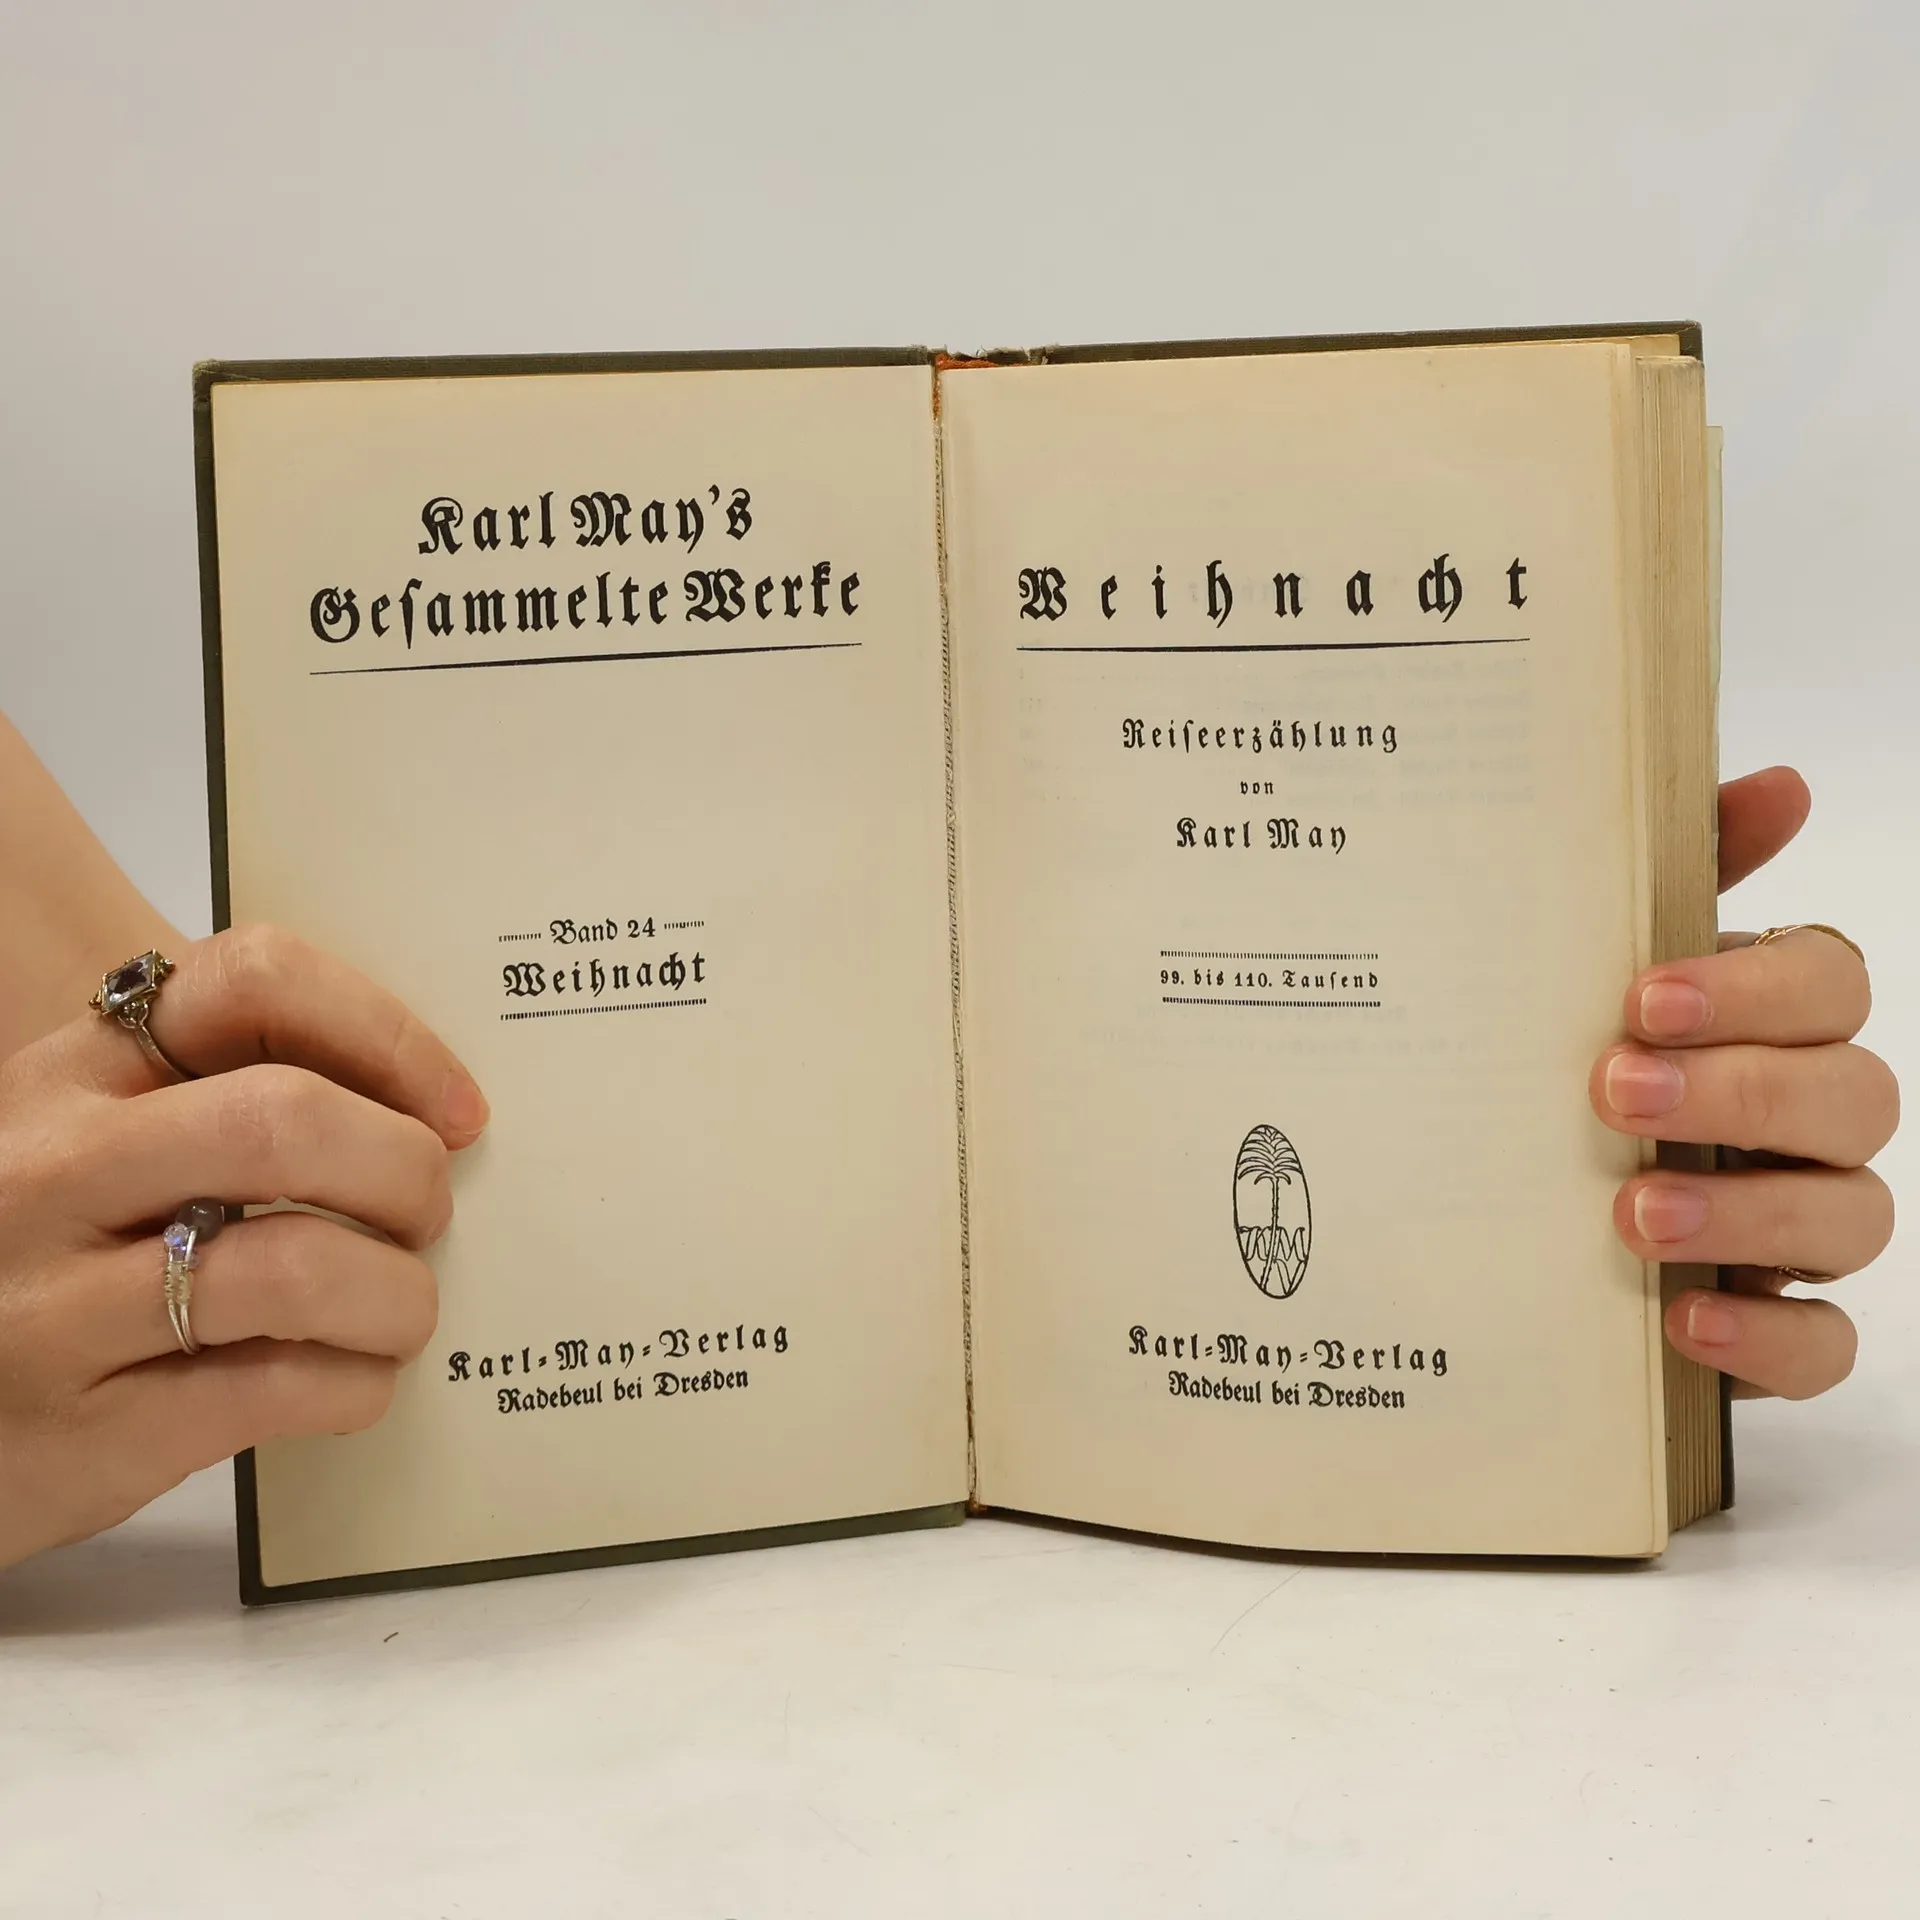 Karl May's
Geſammelte Werke
Band 24
Weihnacht
Karl-May-Verlag
Radebeul bei Dresden
Weihnacht
Reiſeerzählung
von
Karl May
99. bis 110. Tauſend
KMV
Karl-May-Verlag
Radebeul bei Dresden